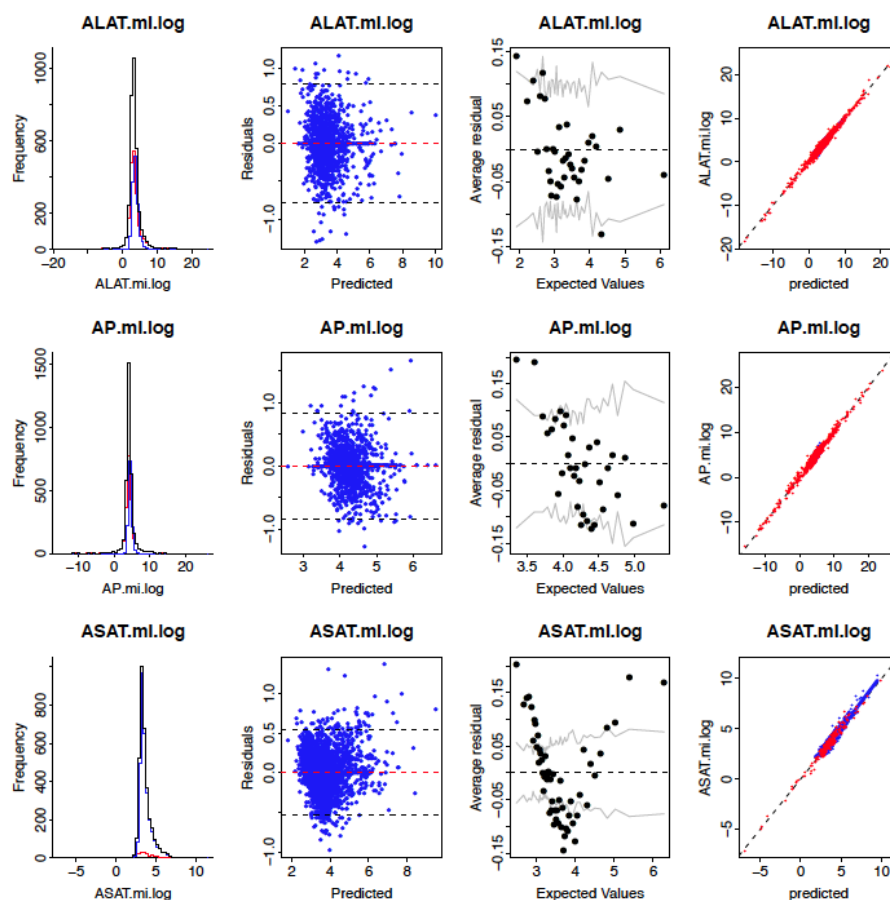 ALAT.mi.log ALAT.mi.log ALAT.mi.log ALAT.mi.log
Frequency
0 200 600 1000
−20 0 10 20
ALAT.mi.log
Residuals
−1.0 0.0 0.5 1.0
2 4 6 8 10
Predicted
Average residual
−0.15 −0.05 0.05 0.15
2 3 4 5 6
Expected Values
ALAT.mi.log
−20 −10 0 10 20
−10 0 10 20
predicted
AP.mi.log AP.mi.log AP.mi.log AP.mi.log
Frequency
0 500 1000 1500
−10 0 10 20
AP.mi.log
Residuals
−1.0 0.0 1.0
3 4 5 6
Predicted
Average residual
−0.15 −0.05 0.05 0.15
3.5 4.0 4.5 5.0
Expected Values
AP.mi.log
−10 0 10 20
−10 0 10 20
predicted
ASAT.mi.log ASAT.mi.log ASAT.mi.log ASAT.mi.log
Frequency
0 200 400 600 800
−5 0 5 10
ASAT.mi.log
Residuals
−1.0 0.0 0.5 1.0
2 4 6 8
Predicted
Average residual
−0.15 −0.05 0.05 0.15
3 4 5 6
Expected Values
ASAT.mi.log
−5 0 5 10
−5 0 5 10
predicted